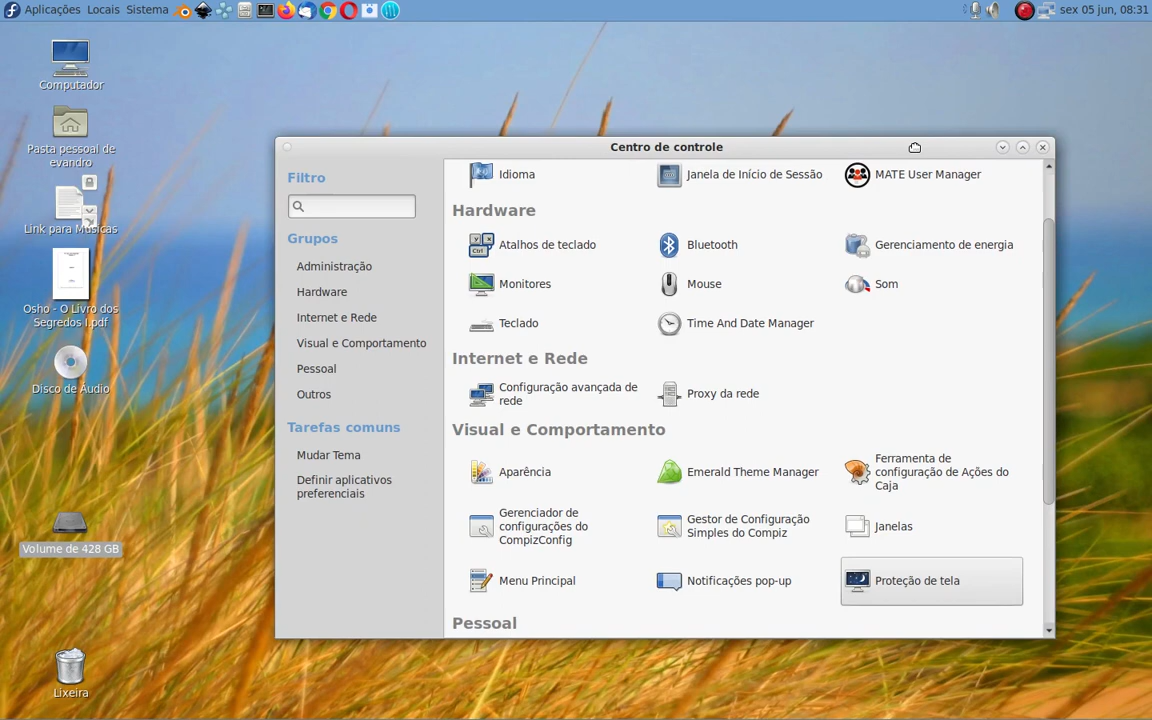 Aplicações Locais Sistema
sex 05 jun, 08:31
Computador
Pasta pessoal de
evandro
Link para Músicas
Osho - O Livro dos
Segredos I.pdf
Disco de Áudio
Volume de 428 GB
Lixeira
Centro de controle
Filtro
Grupos
Administração
Hardware
Internet e Rede
Visual e Comportamento
Pessoal
Outros
Tarefas comuns
Mudar Tema
Definir aplicativos
preferenciais
Idioma
Janela de Início de Sessão
MATE User Manager
Hardware
Atalhos de teclado
Bluetooth
Gerenciamento de energia
Monitores
Mouse
Som
Teclado
Time And Date Manager
Internet e Rede
Configuração avançada de
rede
Proxy da rede
Visual e Comportamento
Aparência
Emerald Theme Manager
Ferramenta de
configuração de Ações do
Caja
Gerenciador de
configurações do
CompizConfig
Gestor de Configuração
Simples do Compiz
Janelas
Menu Principal
Notificações pop-up
Proteção de tela
Pessoal